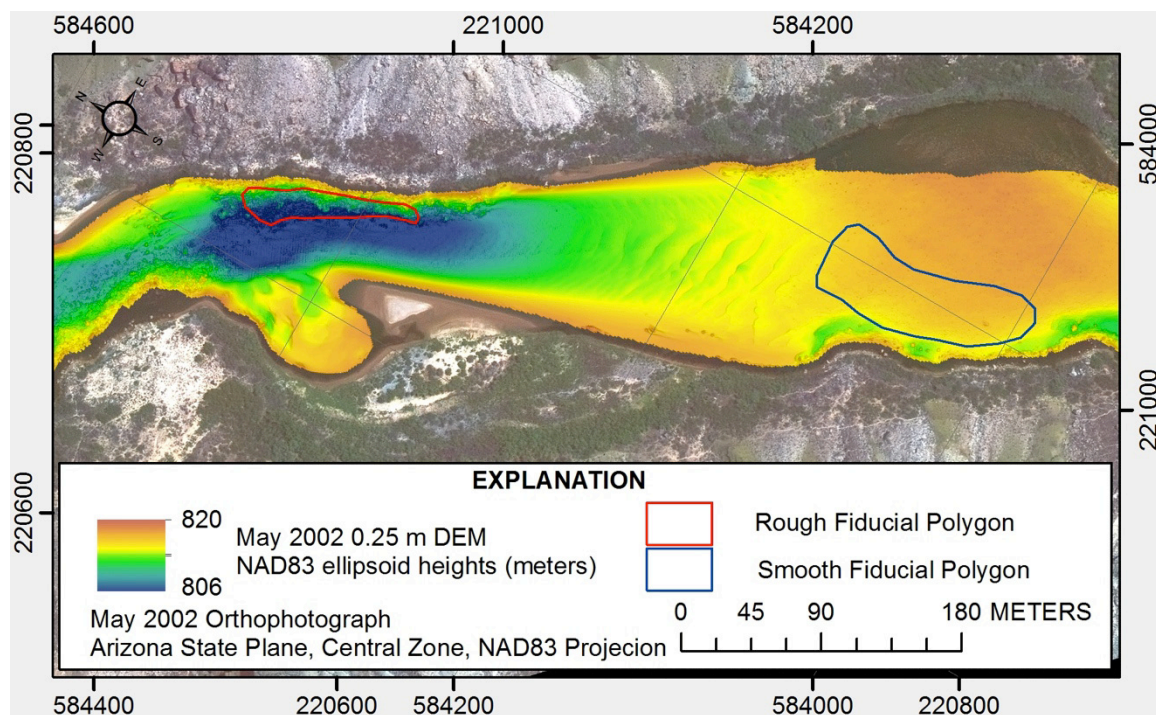 584600 221000 584200
N E
W S
220800
584000
221000
220600
EXPLANATION
820
806
May 2002 0.25 m DEM
NAD83 ellipsoid heights (meters)
Rough Fiducial Polygon
Smooth Fiducial Polygon
0 45 90 180 METERS
May 2002 Orthophotograph
Arizona State Plane, Central Zone, NAD83 Projecion
584400 220600 584200 584000 220800